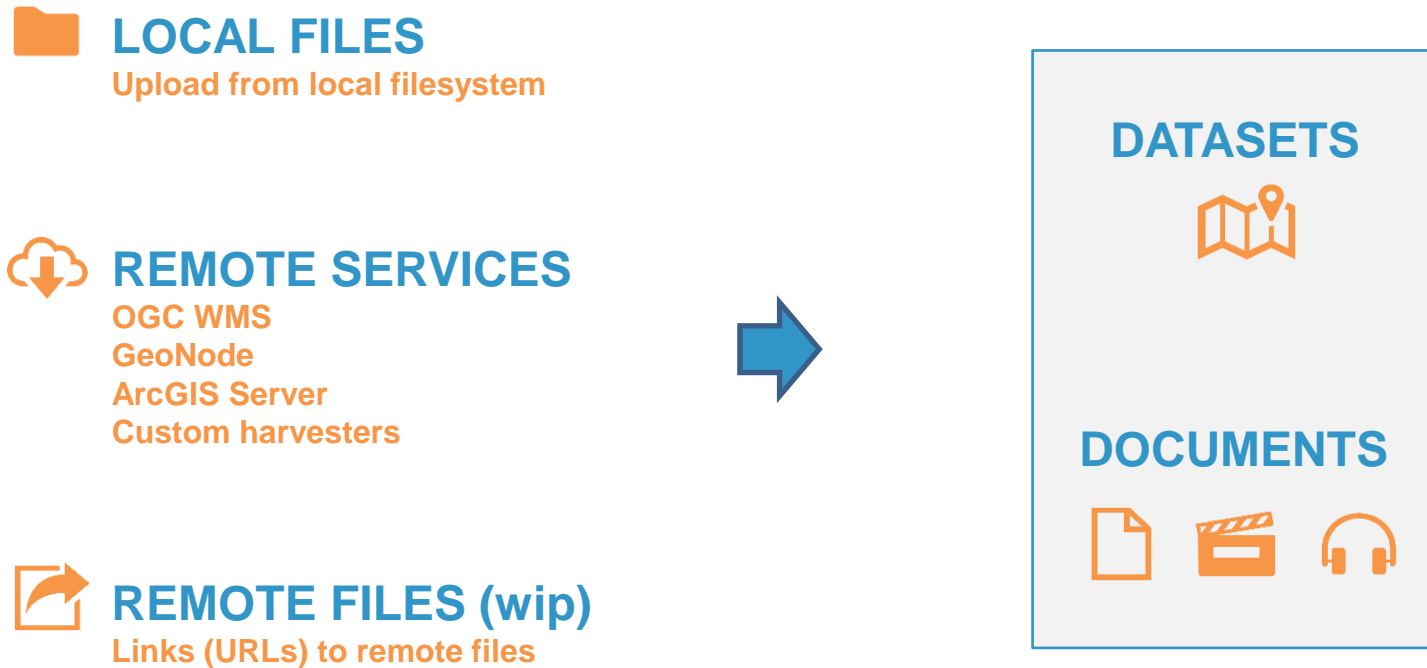 LOCAL FILES
Upload from local filesystem
REMOTE SERVICES
OGC WMS
GeoNode
ArcGIS Server
Custom harvesters
REMOTE FILES (wip)
Links (URLs) to remote files
DATASETS
DOCUMENTS